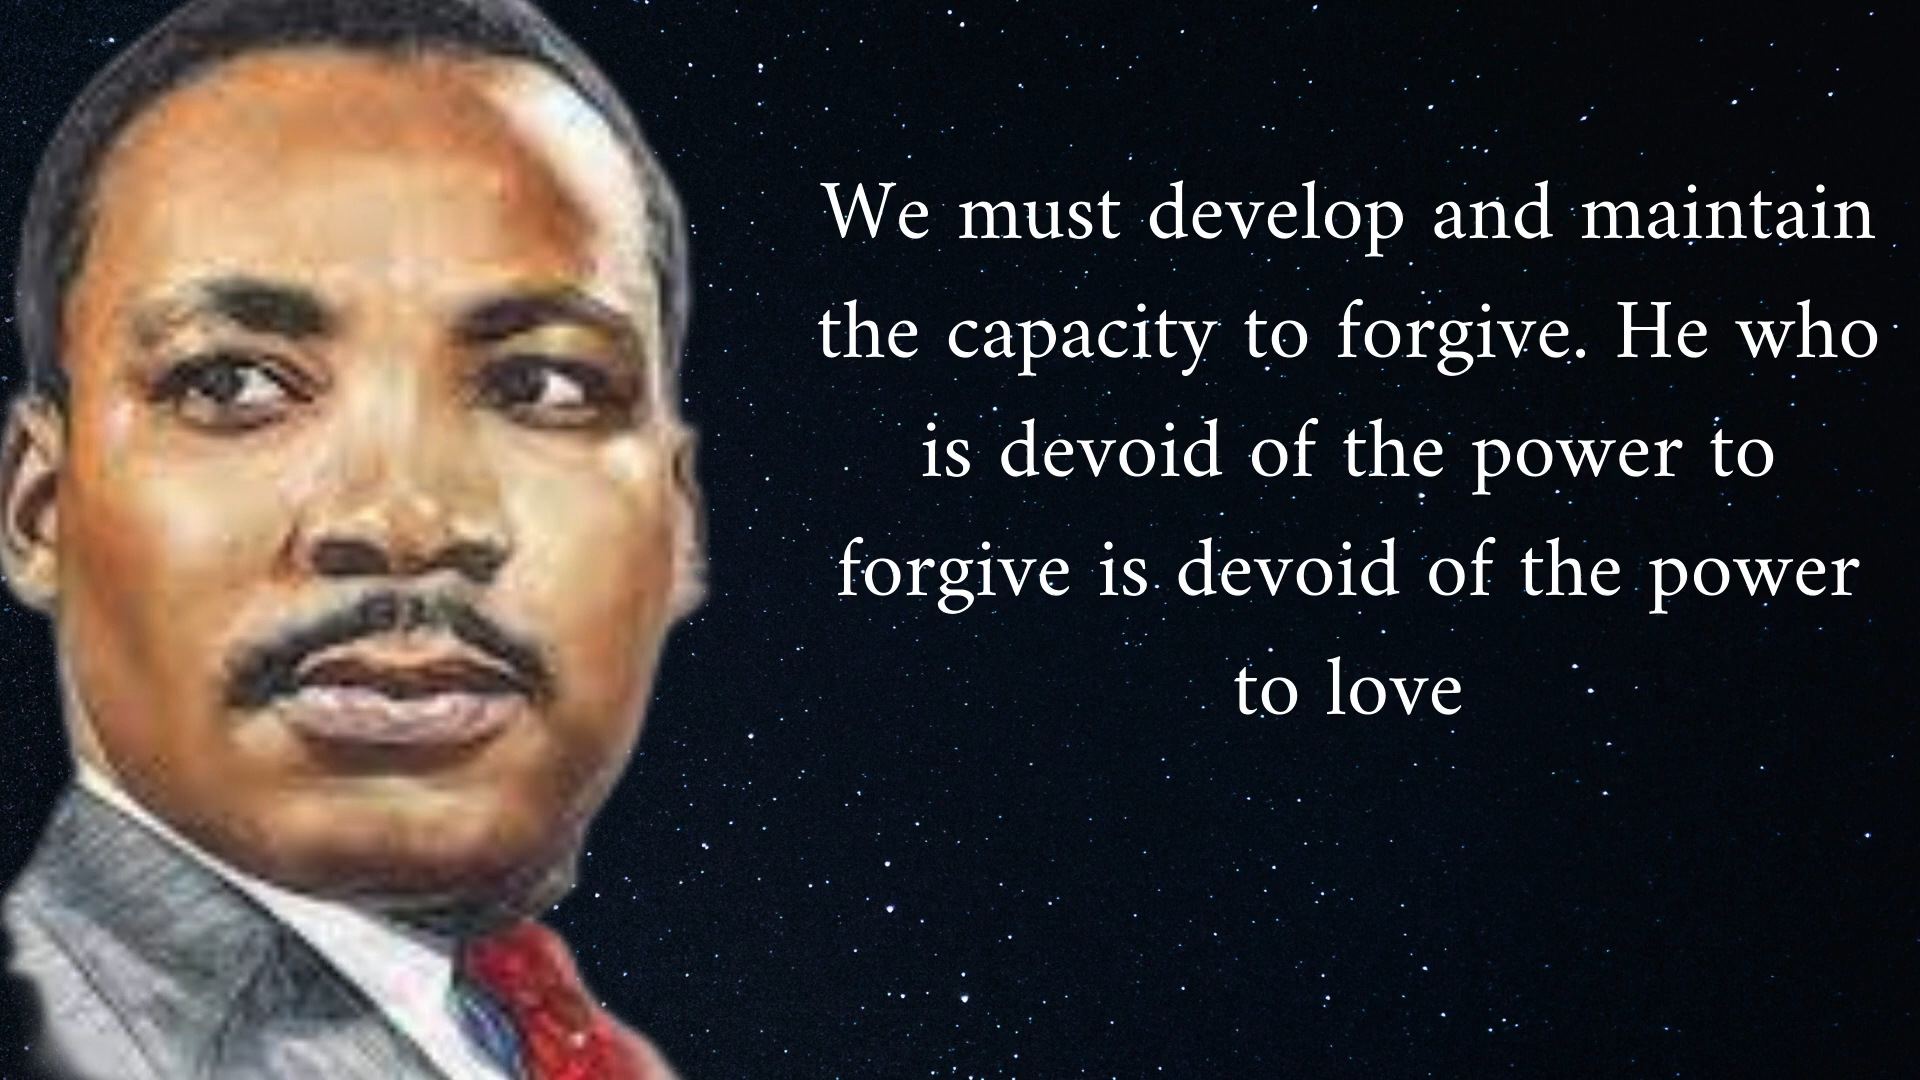 We must develop and maintain
the capacity to forgive. He who
is devoid of the power to
forgive is devoid of the power
to love